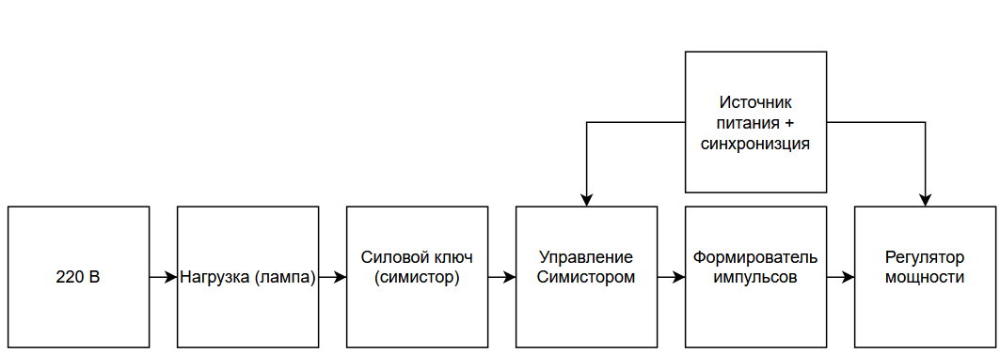 Источник
питания +
синхронизция
220 В
Нагрузка (лампа)
Силовой ключ
(симистор)
Управление
Симистором
Формирователь
импульсов
Регулятор
мощности